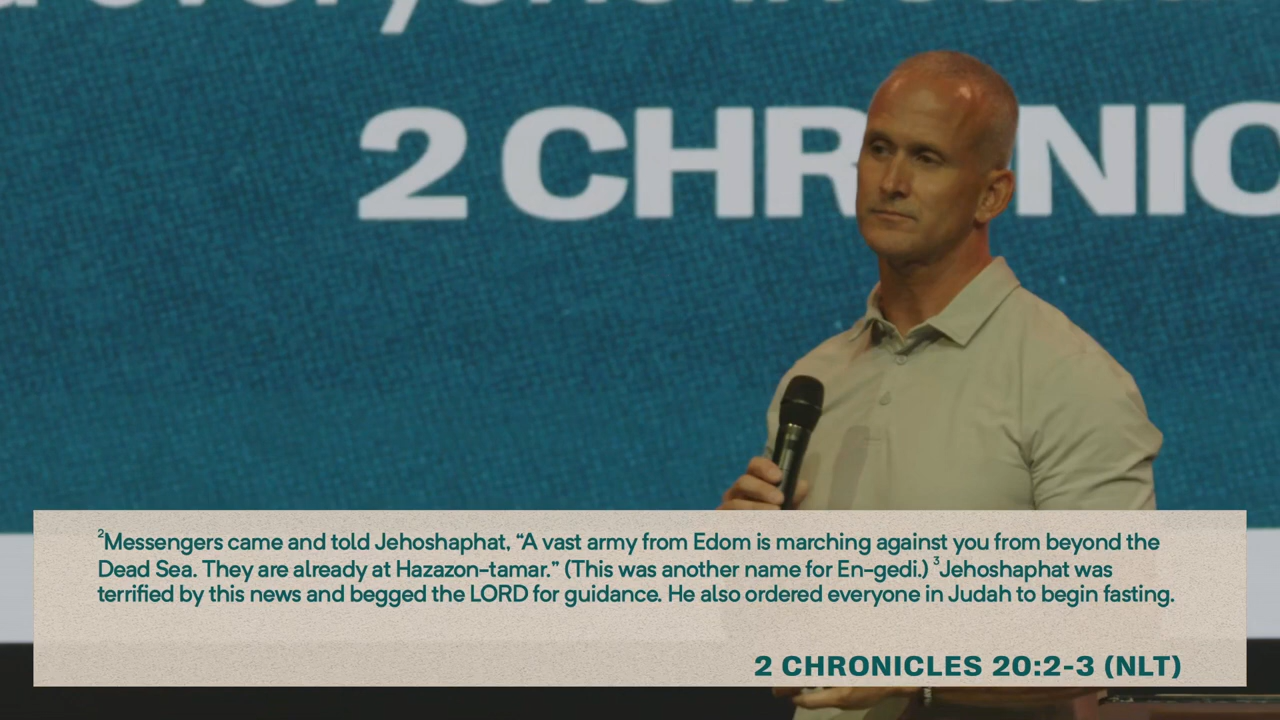 everyone in
2 CHR NIC
²Messengers came and told Jehoshaphat, “A vast army from Edom is marching against you from beyond the
Dead Sea. They are already at Hazazon-tamar.” (This was another name for En-gedi.) ³Jehoshaphat was
terrified by this news and begged the LORD for guidance. He also ordered everyone in Judah to begin fasting.
2 CHRONICLES 20:2-3 (NLT)